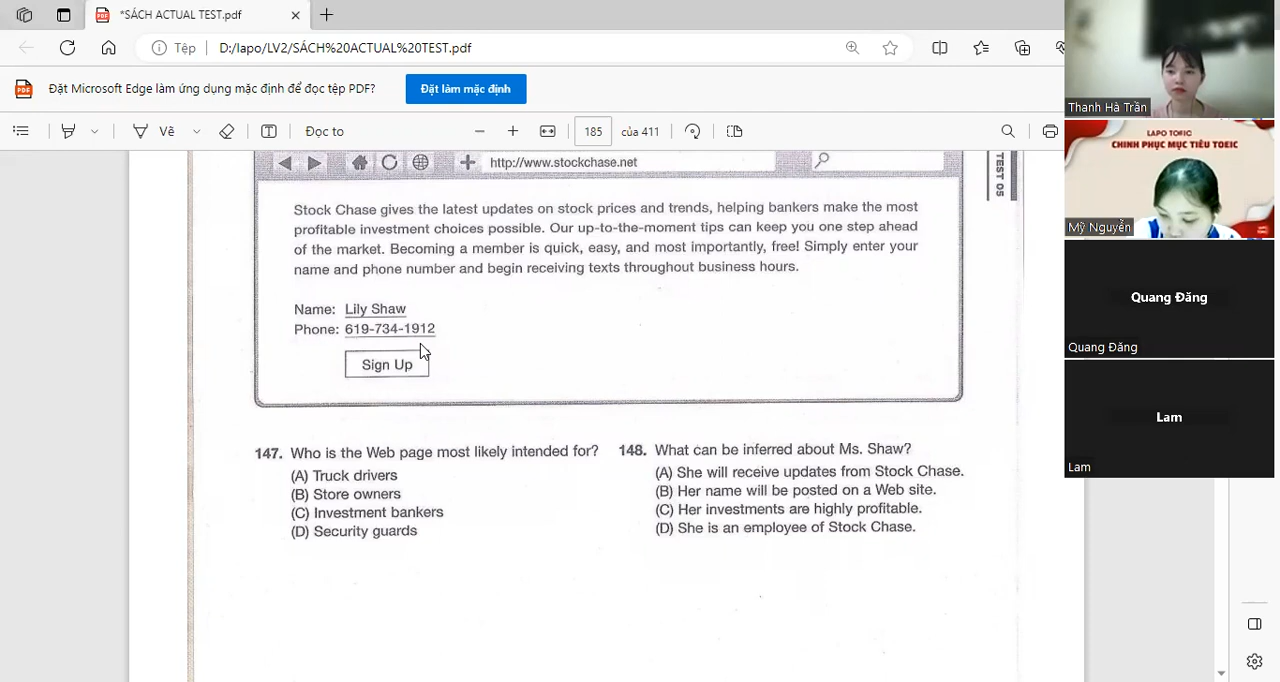 *SÁCH ACTUAL TEST.pdf
Tệp
D:/lapo/LV2/SÁCH%20ACTUAL%20TEST.pdf
Đặt Microsoft Edge làm ứng dụng mặc định để đọc tệp PDF?
Đặt làm mặc định
Vẽ
Đọc to
185
của 411
http://www.stockchase.net
TEST 05
Stock Chase gives the latest updates on stock prices and trends, helping bankers make the most
profitable investment choices possible. Our up-to-the-moment tips can keep you one step ahead
of the market. Becoming a member is quick, easy, and most importantly, free! Simply enter your
name and phone number and begin receiving texts throughout business hours.
Name: Lily Shaw
Phone: 619-734-1912
Sign Up
147. Who is the Web page most likely intended for?
(A) Truck drivers
(B) Store owners
(C) Investment bankers
(D) Security guards
148. What can be inferred about Ms. Shaw?
(A) She will receive updates from Stock Chase.
(B) Her name will be posted on a Web site.
(C) Her investments are highly profitable.
(D) She is an employee of Stock Chase.
Thanh Hà Trần
LAPO TOEIC
CHINH PHỤC MỤC TIÊU TOEIC
Mỹ Nguyễn
Quang Đăng
Quang Đăng
Lam
Lam